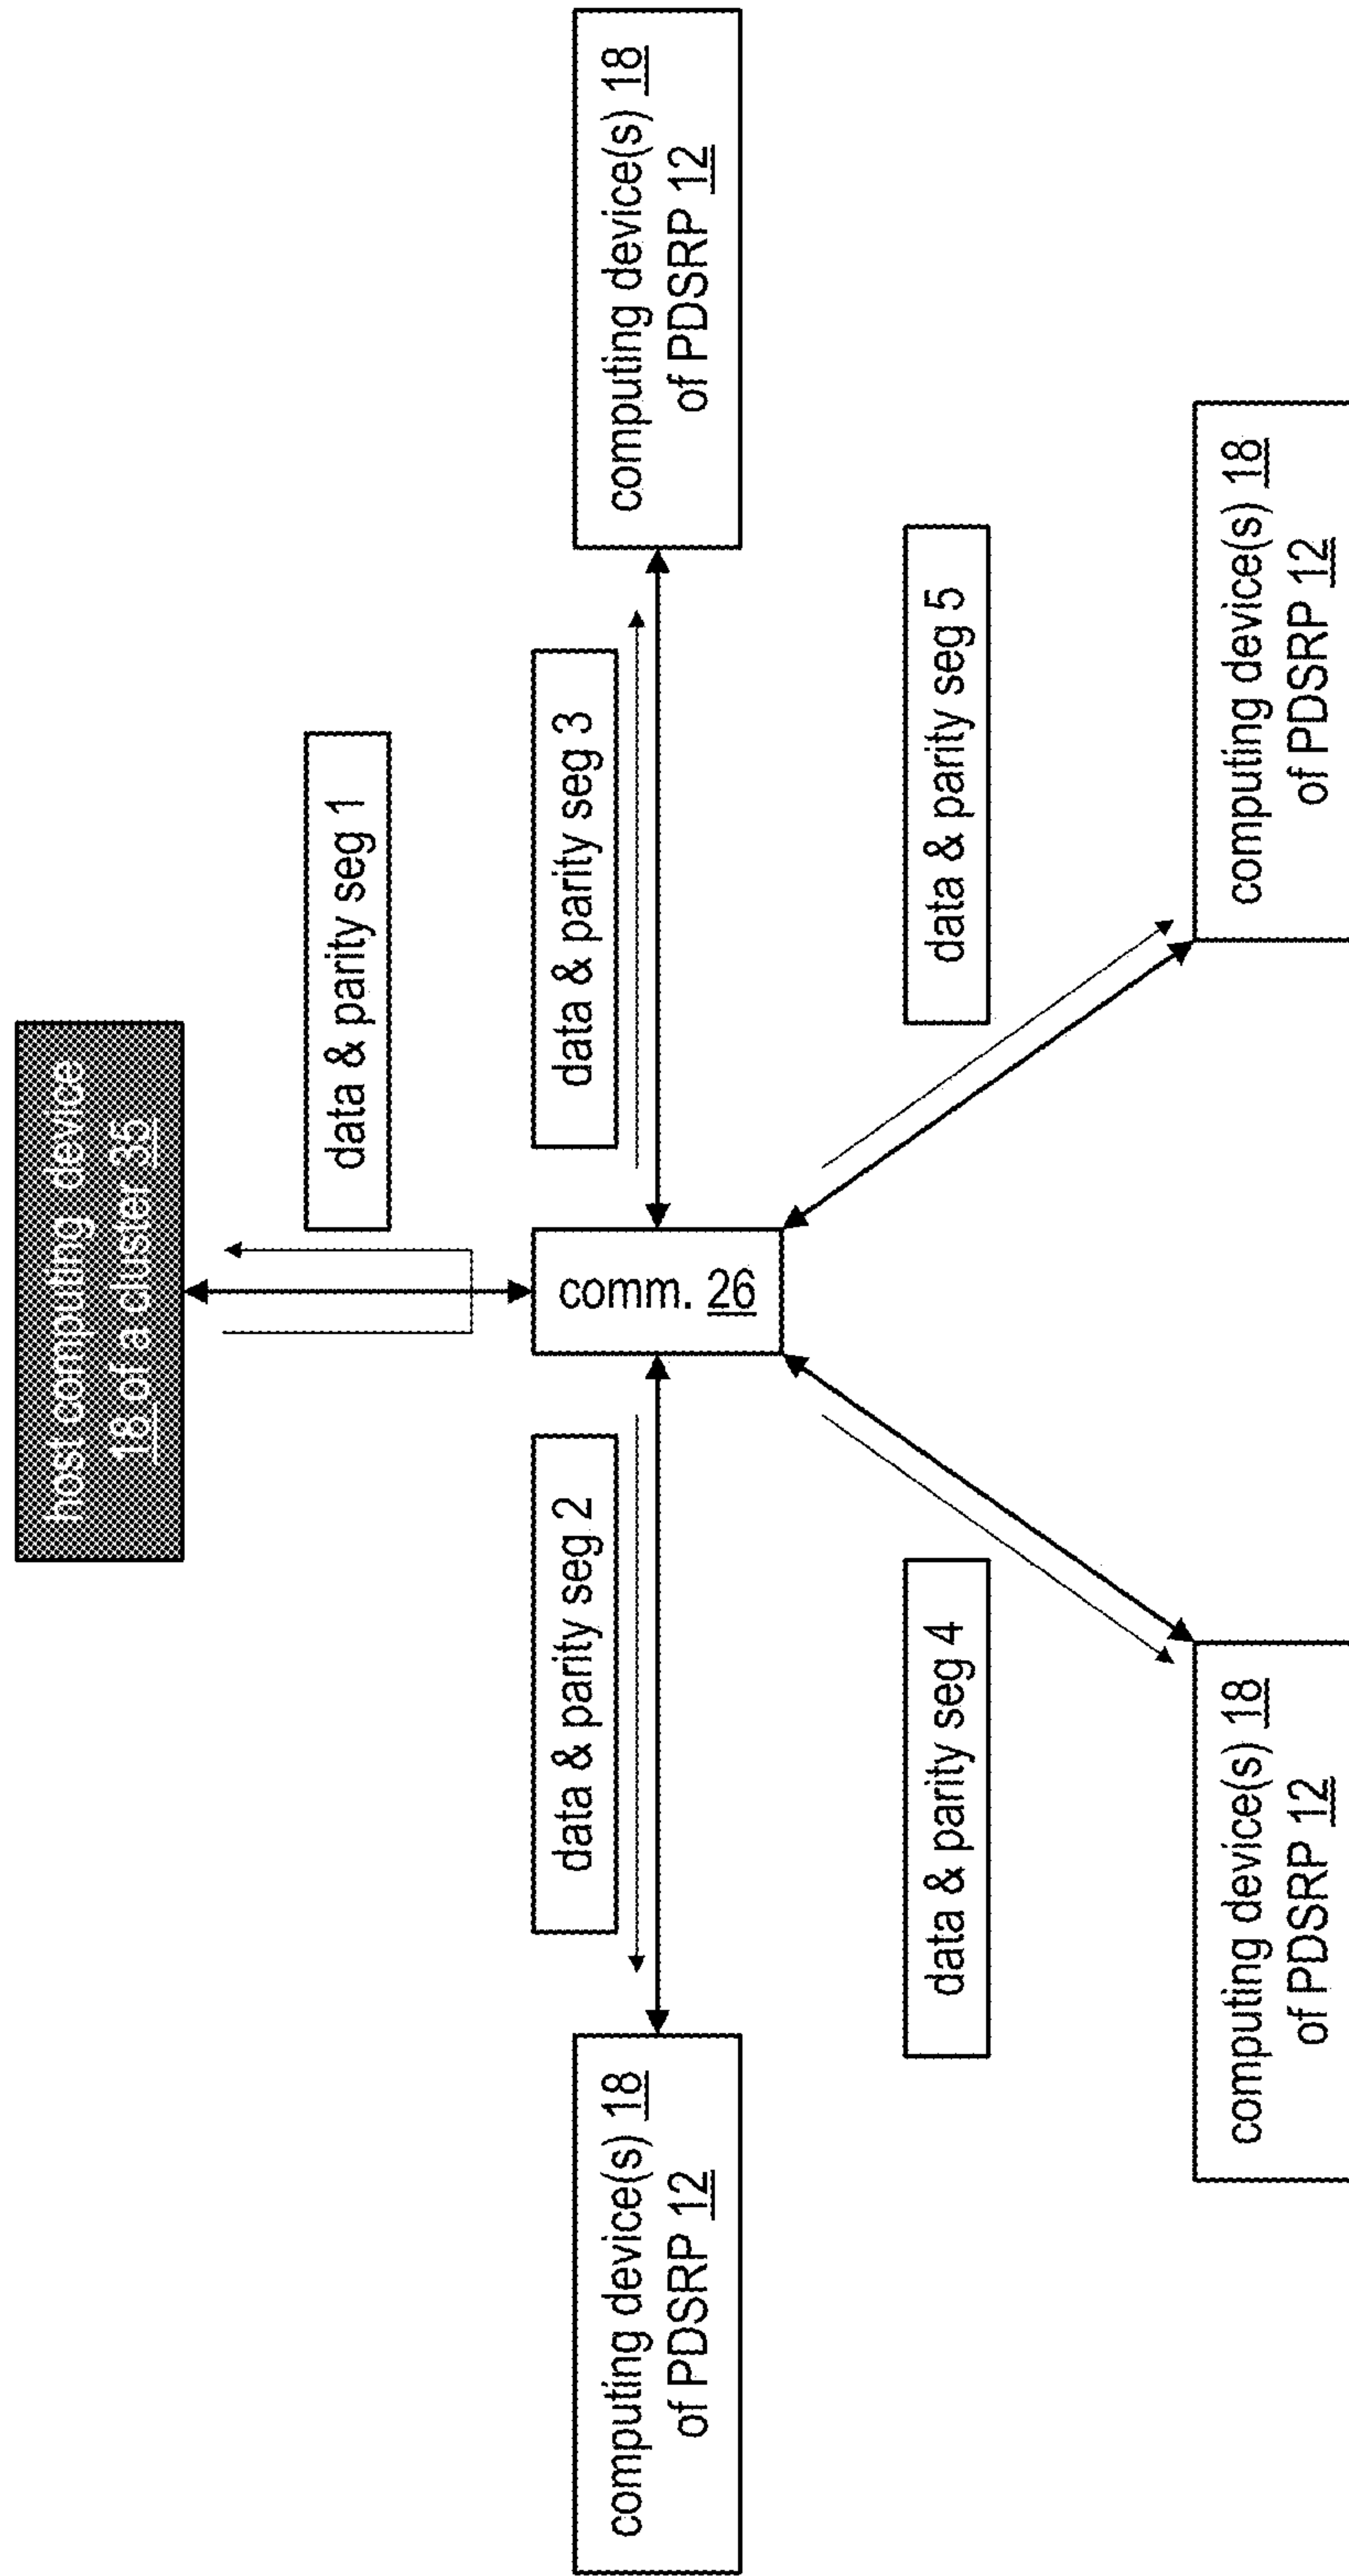 host computing device
18 of a cluster 35
data & parity seg 1
data & parity seg 2
data & parity seg 3
computing device(s) 18
of PDSRP 12
comm. 26
computing device(s) 18
of PDSRP 12
data & parity seg 4
data & parity seg 5
computing device(s) 18
of PDSRP 12
computing device(s) 18
of PDSRP 12